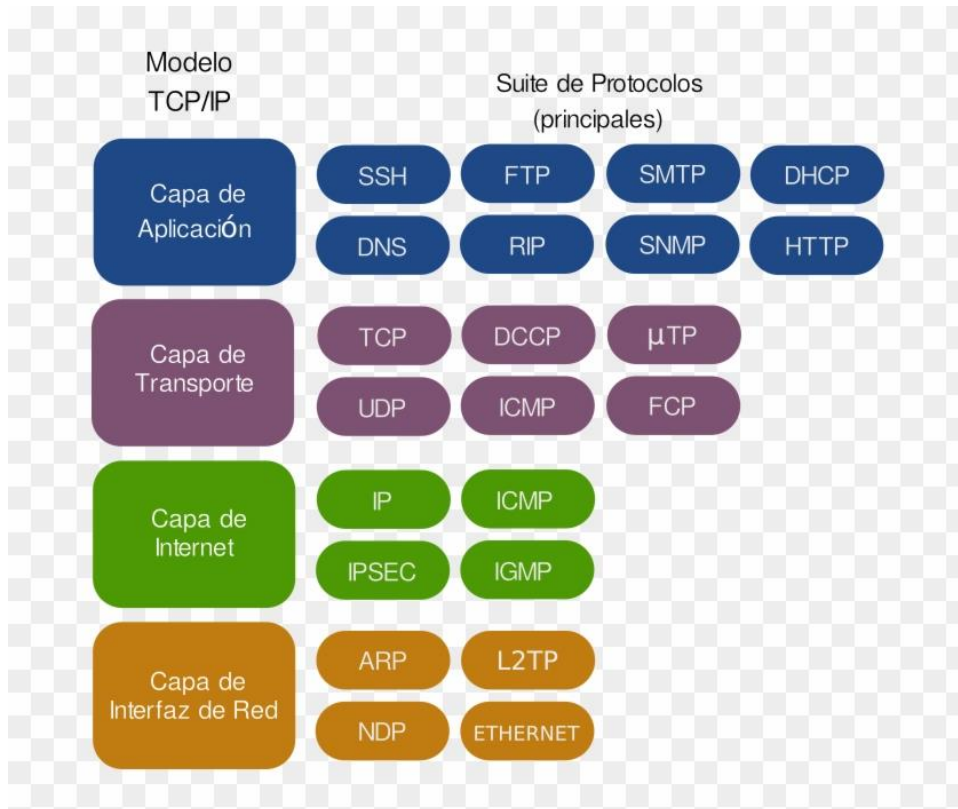 Modelo
TCP/IP
Suite de Protocolos
(principales)
Capa de
Aplicación
SSH
FTP
SMTP
DHCP
DNS
RIP
SNMP
HTTP
Capa de
Transporte
TCP
DCCP
µTP
UDP
ICMP
FCP
Capa de
Internet
IP
ICMP
IPSEC
IGMP
Capa de
Interfaz de Red
ARP
L2TP
NDP
ETHERNET